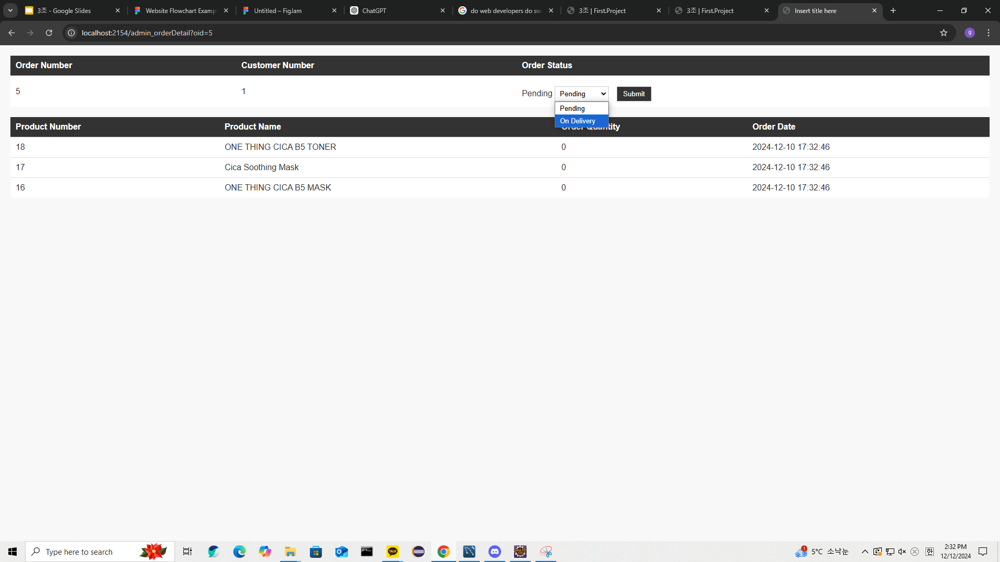 3조 - Google Slides
Website Flowchart Examp
Untitled – FigJam
ChatGPT
do web developers do sw
3조 | First.Project
3조 | First.Project
Insert title here
localhost:2154/admin_orderDetail?oid=5
g
Order Number Customer Number Order Status
5 1 Pending Pending Submit
Pending
On Delivery
Product Number Product Name Order Quantity Order Date
18 ONE THING CICA B5 TONER 0 2024-12-10 17:32:46
17 Cica Soothing Mask 0 2024-12-10 17:32:46
16 ONE THING CICA B5 MASK 0 2024-12-10 17:32:46
Type here to search
TALK
1
5°C 소낙눈
한
2:32 PM
12/12/2024